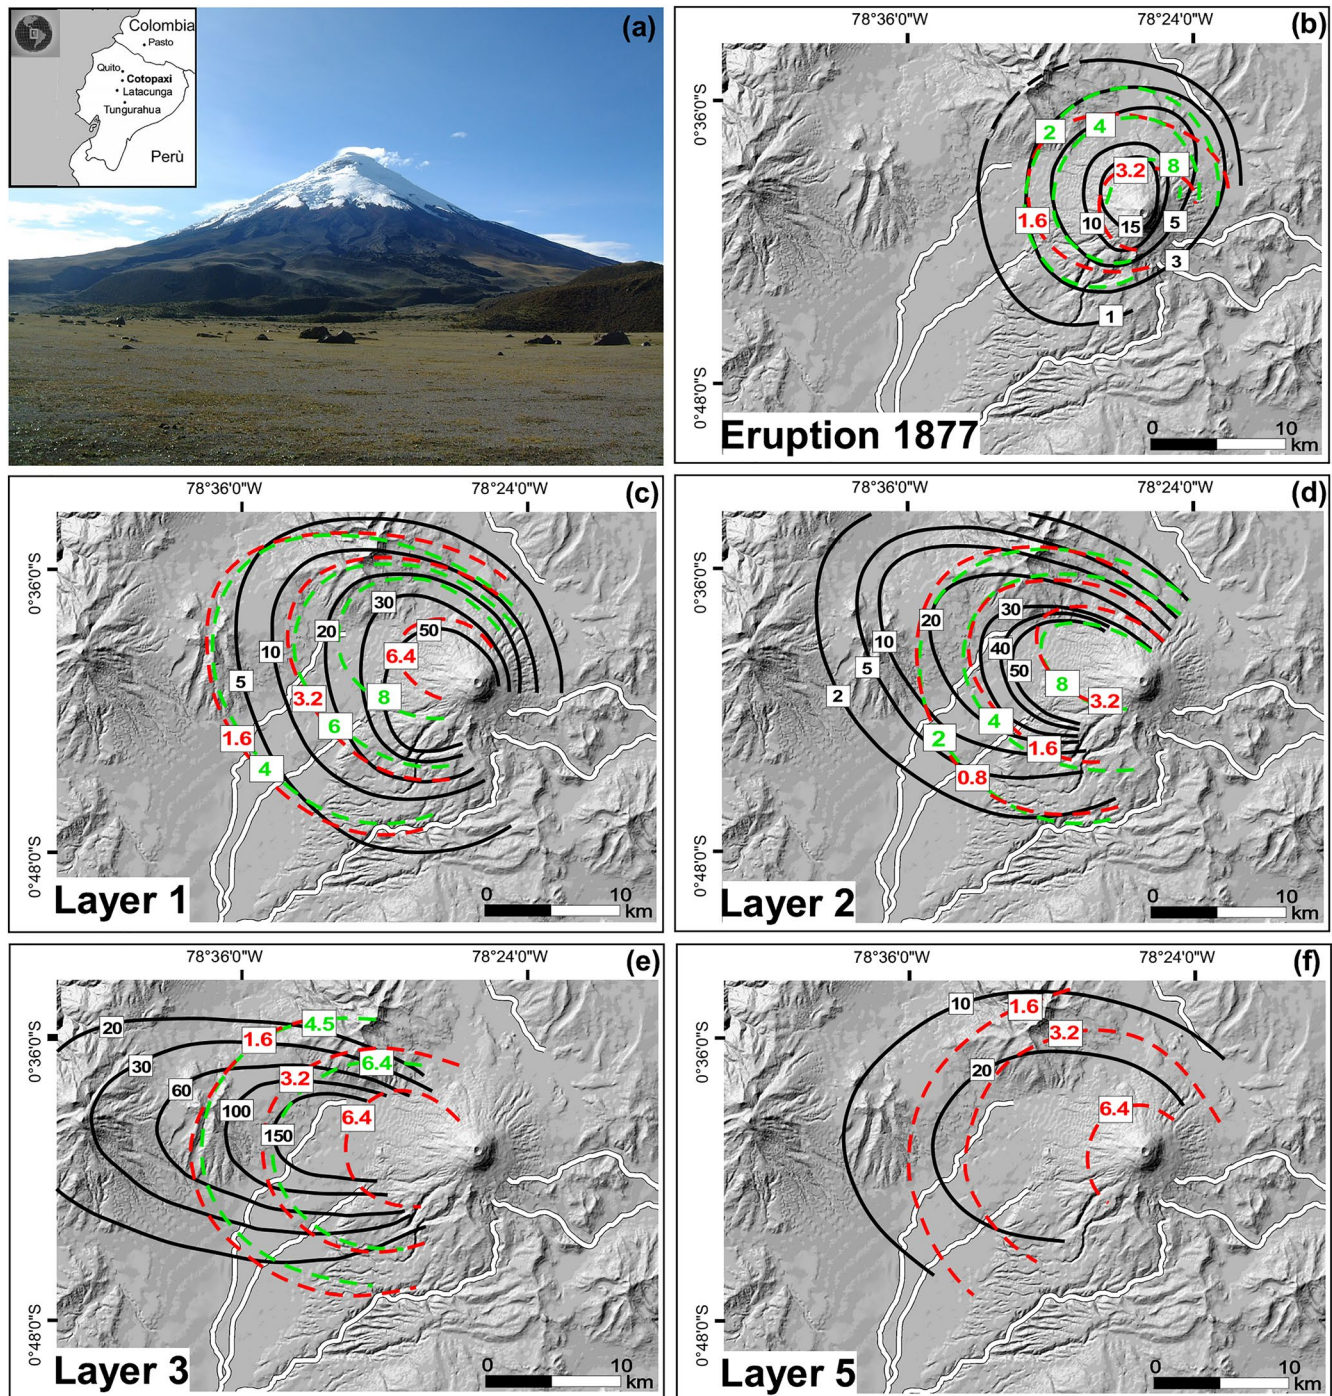 (a)
Colombia
Pasto
Quito
Cotopaxi
Latacunga
Tungurahua
Perù
(b)
78°36'0"W
78°24'0"W
0°36'0"S
0°48'0"S
2
4
3.2
8
1.6
10
15
5
3
1
Eruption 1877
0 10
km
(c)
78°36'0"W
78°24'0"W
0°36'0"S
0°48'0"S
30
20
50
10
6.4
5
3.2
8
1.6
6
4
Layer 1
0 10
km
(d)
78°36'0"W
78°24'0"W
0°36'0"S
0°48'0"S
30
20
10
40
5
50
2
8
3.2
4
2
1.6
0.8
Layer 2
0 10
km
(e)
78°36'0"W
78°24'0"W
0°36'0"S
0°48'0"S
20
4.5
1.6
30
6.4
60
3.2
100
6.4
150
Layer 3
0 10
km
(f)
78°36'0"W
78°24'0"W
0°36'0"S
0°48'0"S
10
1.6
3.2
20
6.4
Layer 5
0 10
km